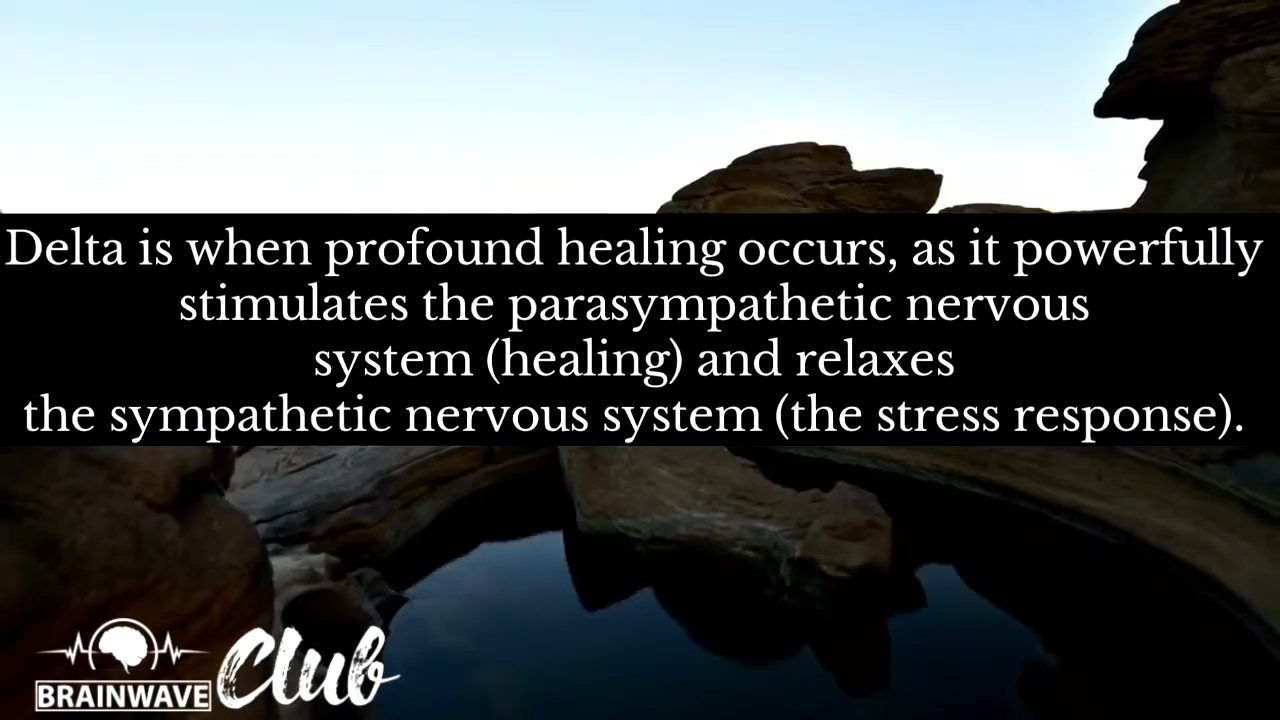 Delta is when profound healing occurs, as it powerfully
stimulates the parasympathetic nervous
system (healing) and relaxes
the sympathetic nervous system (the stress response).
BRAINWAVE Club